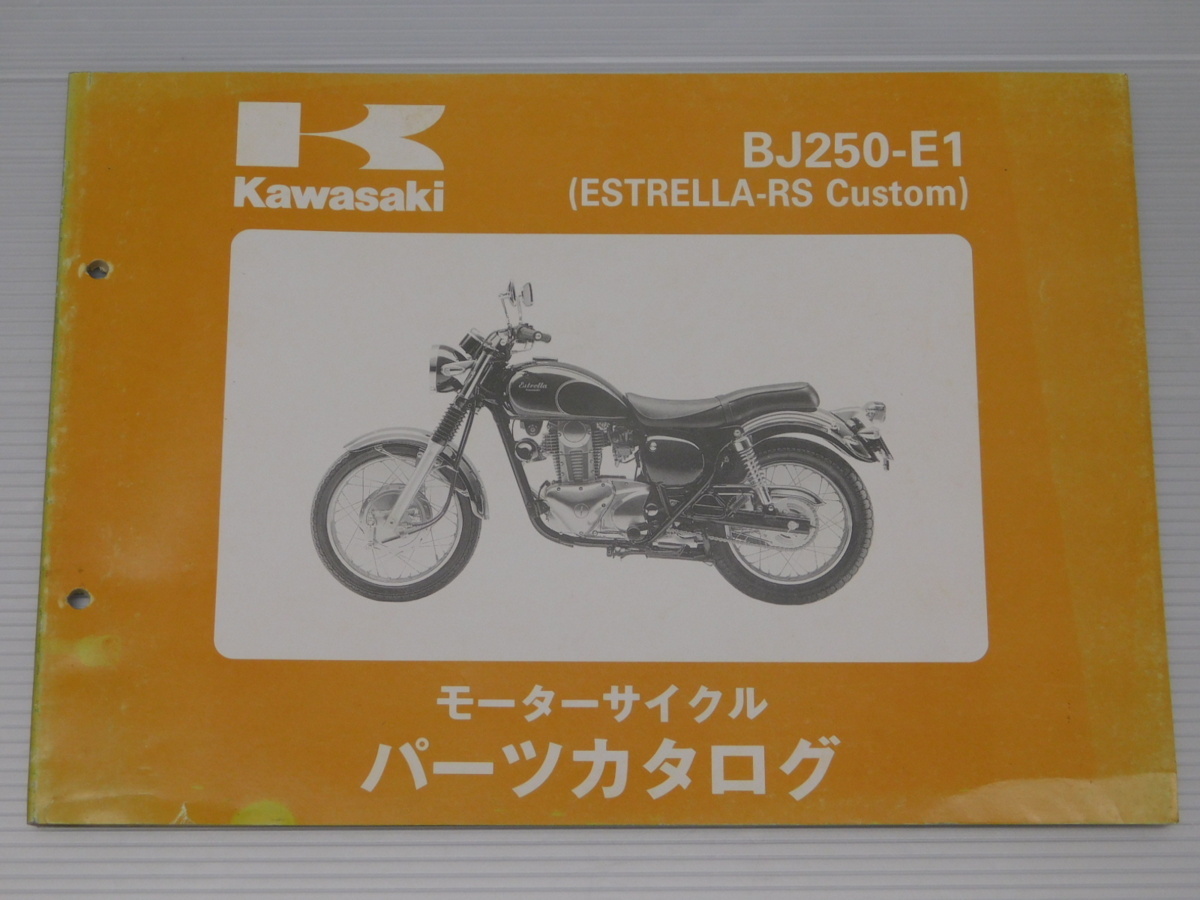 Kawasaki
BJ250-E1
(ESTRELLA-RS Custom)
Estrella
モーターサイクル
パーツカタログ